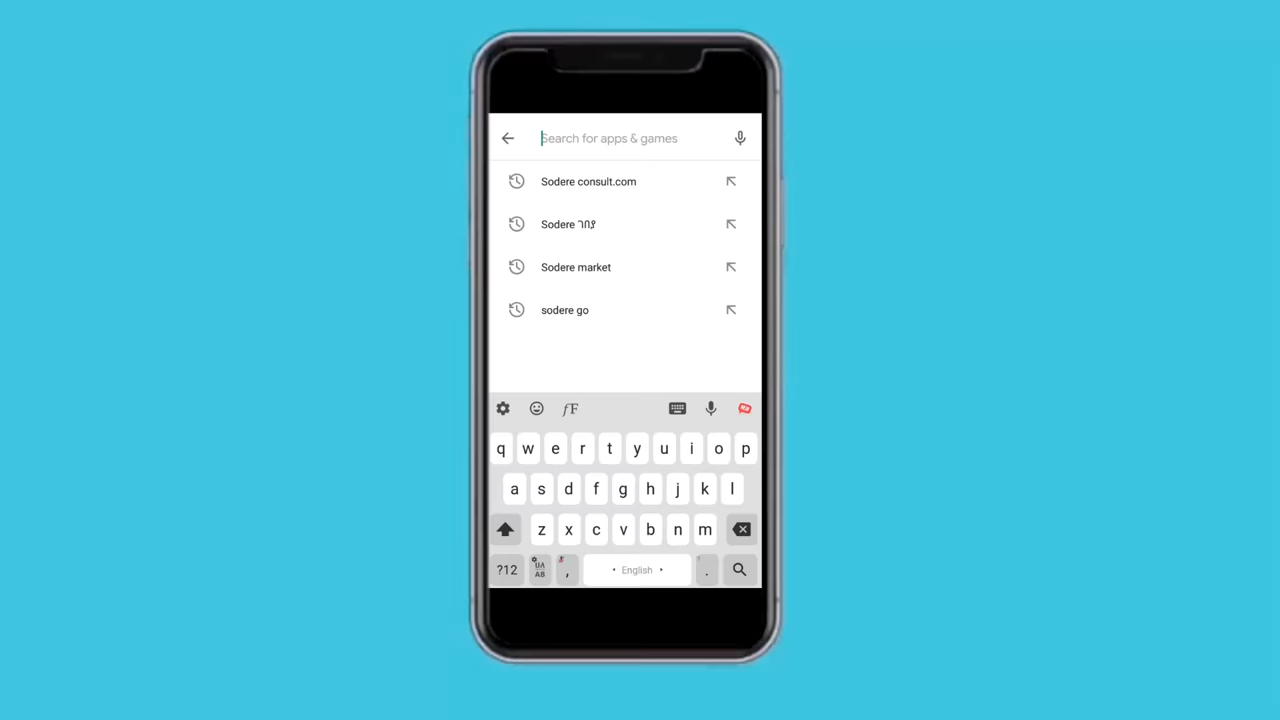 Search for apps & games
Sodere consult.com
Sodere ገበያ
Sodere market
sodere go
q w e r t y u i o p
a s d f g h j k l
z x c v b n m
?12 , English .